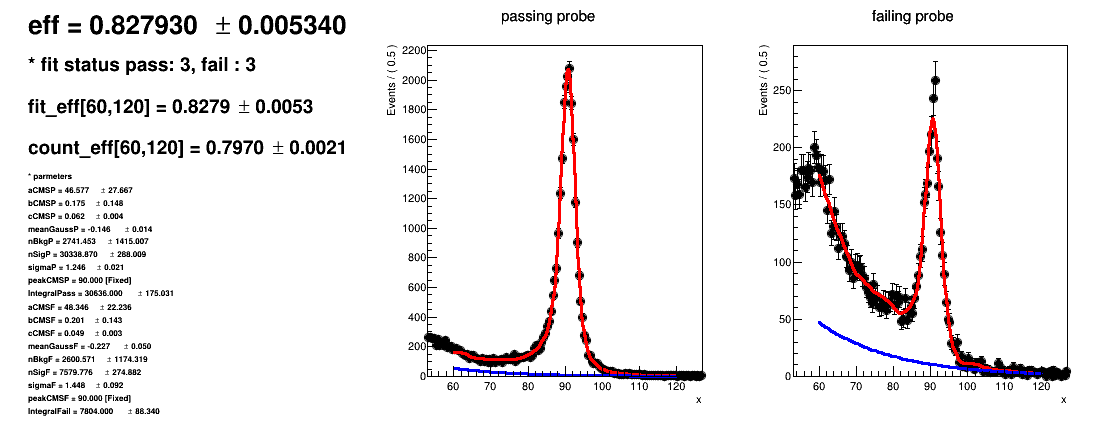 eff = 0.827930 ± 0.005340
* fit status pass: 3, fail : 3
fit_eff[60,120] = 0.8279 ± 0.0053
count_eff[60,120] = 0.7970 ± 0.0021
* parmeters
aCMSP = 46.577 ± 27.667
bCMSP = 0.175 ± 0.148
cCMSP = 0.062 ± 0.004
meanGaussP = -0.146 ± 0.014
nBkgP = 2741.453 ± 1415.007
nSigP = 30338.870 ± 268.009
sigmaP = 1.246 ± 0.021
peakCMSP = 90.000 [Fixed]
IntegralPass = 30636.000 ± 175.031
aCMSF = 48.346 ± 22.236
bCMSF = 0.201 ± 0.143
cCMSF = 0.049 ± 0.003
meanGaussF = -0.227 ± 0.050
nBkgF = 2600.571 ± 1174.319
nSigF = 7579.776 ± 274.882
sigmaF = 1.448 ± 0.092
peakCMSF = 90.000 [Fixed]
IntegralFail = 7804.000 ± 88.340
passing probe
Events / ( 0.5 )
2200
2000
1800
1600
1400
1200
1000
800
600
400
200
0
60 70 80 90 100 110 120
x
failing probe
Events / ( 0.5 )
250
200
150
100
50
0
60 70 80 90 100 110 120
x